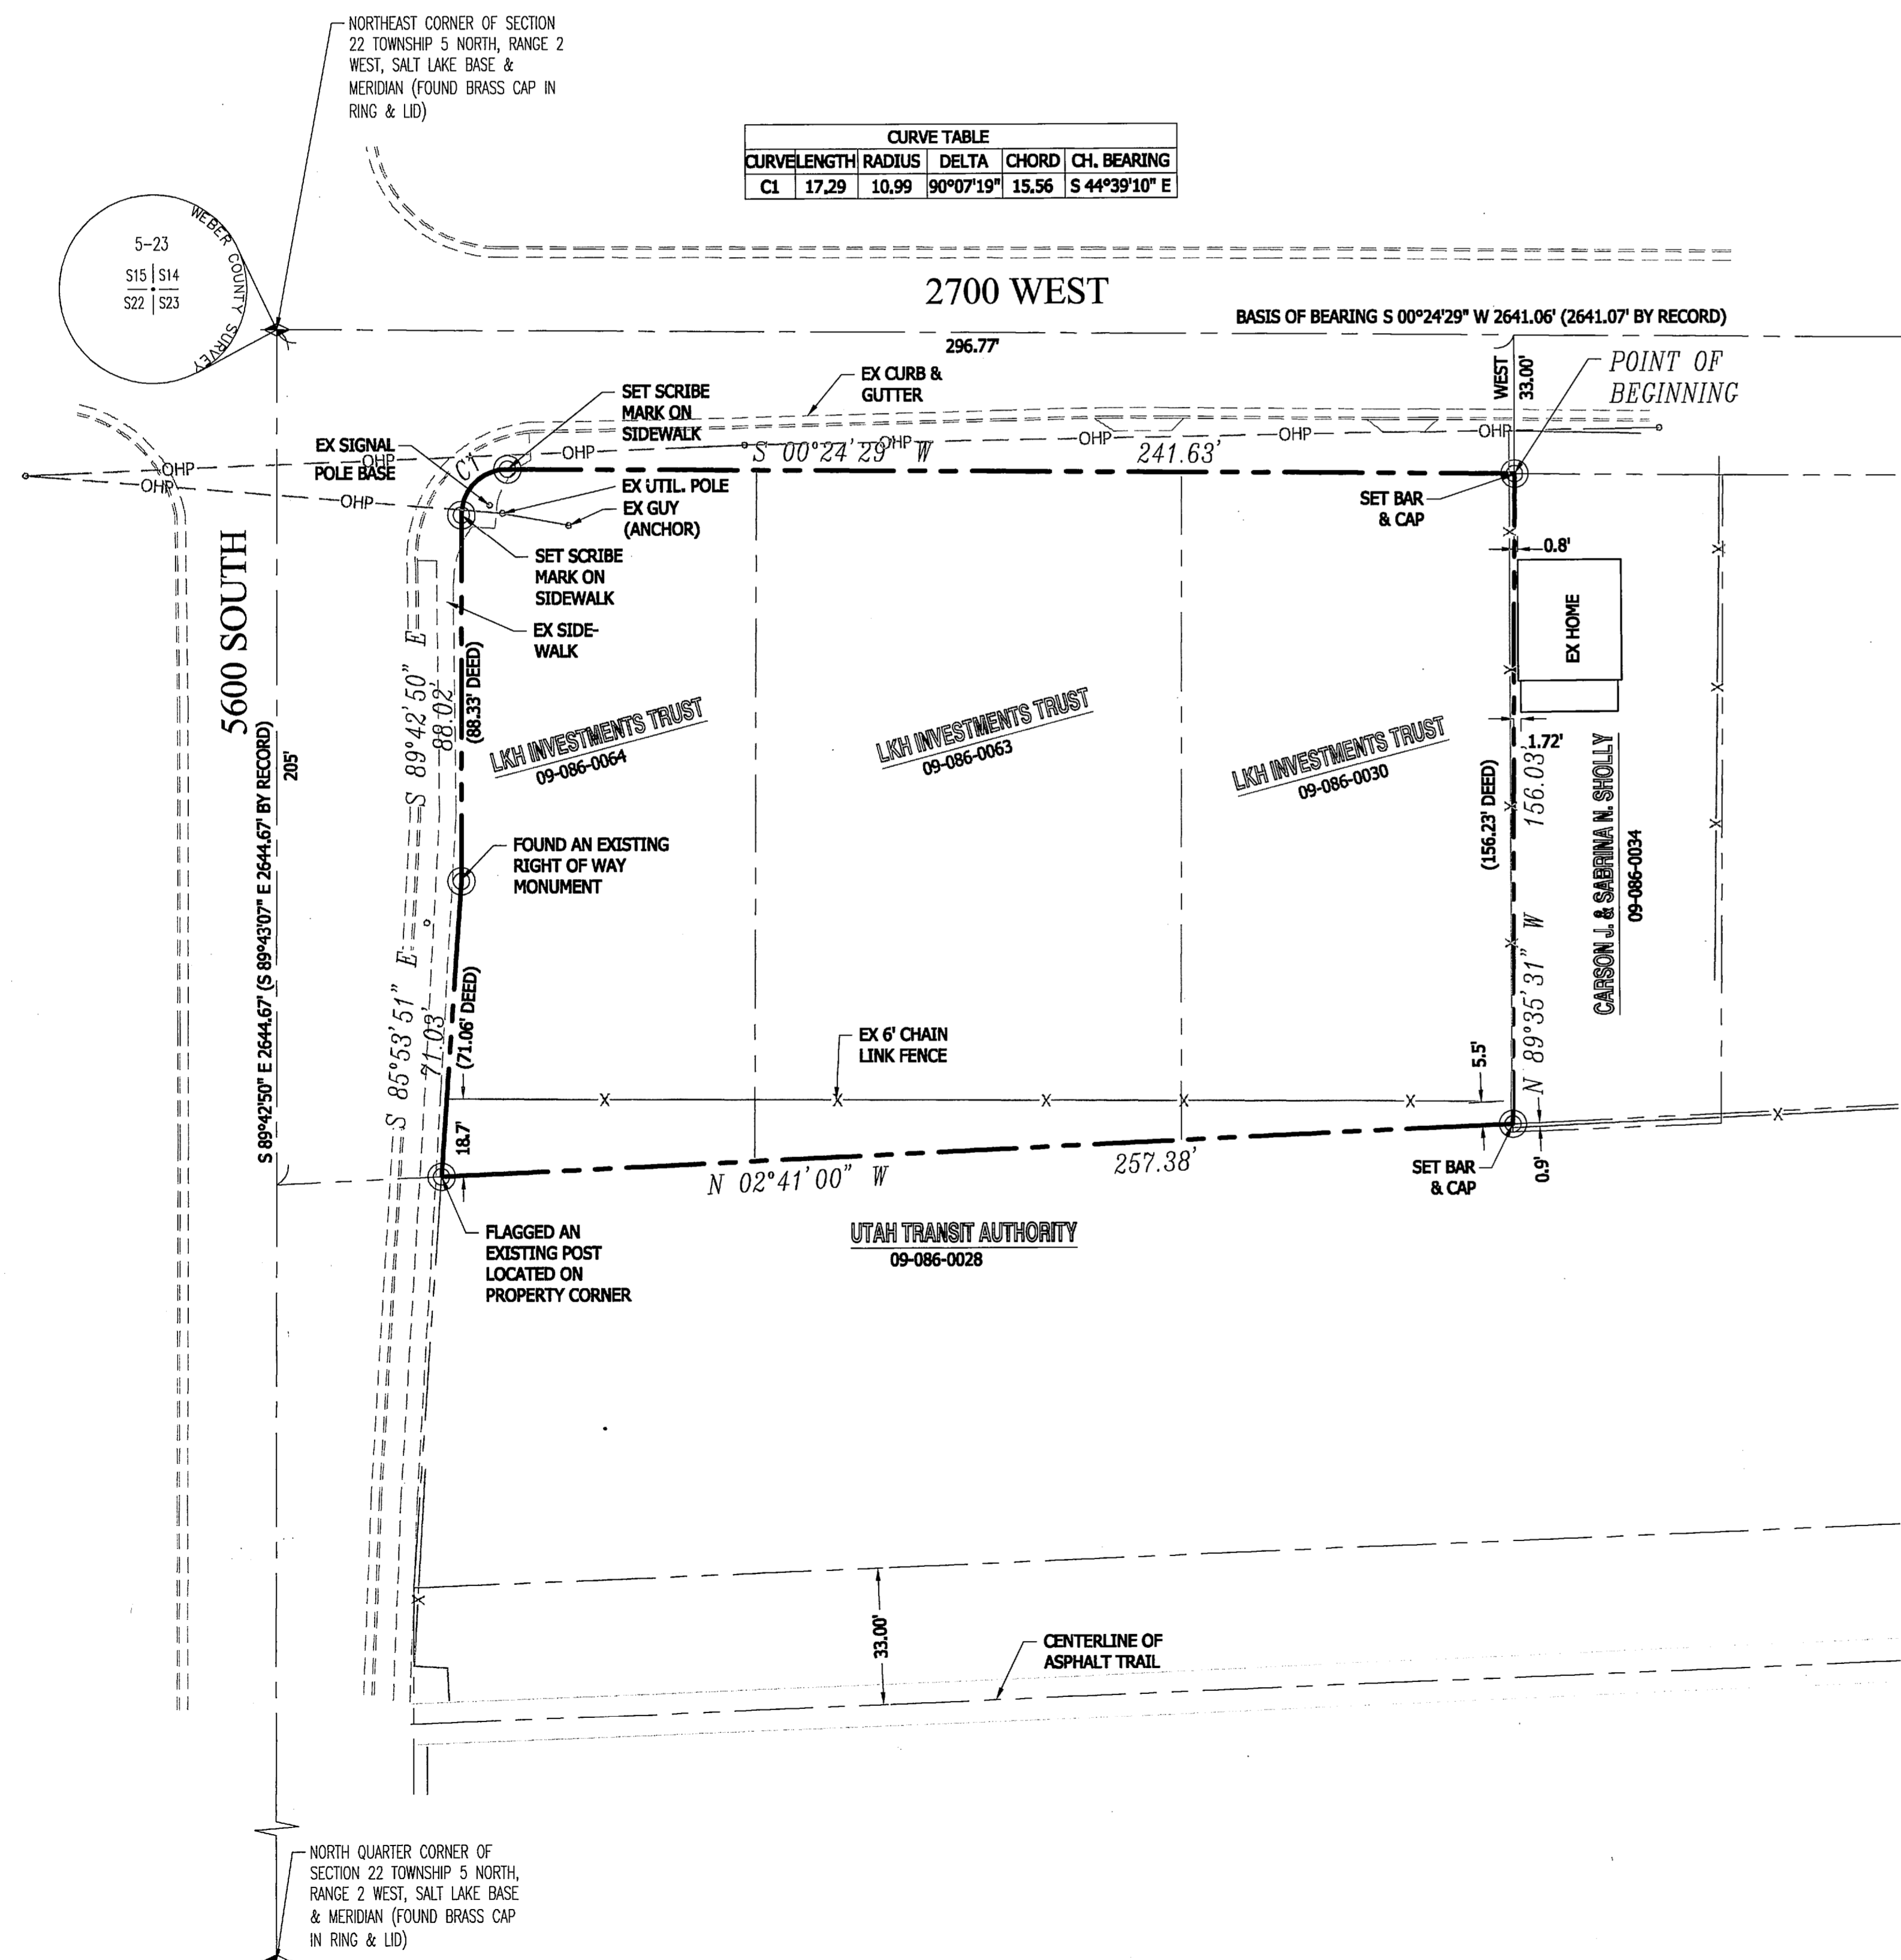 NORTHEAST CORNER OF SECTION
22 TOWNSHIP 5 NORTH, RANGE 2
WEST, SALT LAKE BASE &
MERIDIAN (FOUND BRASS CAP IN
RING & LID)
CURVE TABLE
CURVE LENGTH RADIUS DELTA CHORD CH. BEARING
C1 17.29 10.99 90°07'19" 15.56 S 44°39'10" E
WEBER COUNTY SURVEY
5-23
S15 S14
S22 S23
2700 WEST
BASIS OF BEARING S 00°24'29" W 2641.06' (2641.07' BY RECORD)
296.77'
WEST
33.00'
POINT OF
BEGINNING
EX CURB &
GUTTER
SET SCRIBE
MARK ON
SIDEWALK
EX SIGNAL
POLE BASE
C1
OHP
OHP
OHP
OHP
OHP
OHP
OHP
OHP
OHP
S 00°24'29" W
241.63'
EX UTIL. POLE
EX GUY
(ANCHOR)
SET BAR
& CAP
SET SCRIBE
MARK ON
SIDEWALK
EX SIDE-
WALK
0.8'
EX HOME
1.72'
5600 SOUTH
S 89°42'50" E 2644.67' (S 89°43'07" E 2644.67' BY RECORD)
205'
S 89°42'50" E
88.02'
(88.33' DEED)
LKH INVESTMENTS TRUST
09-086-0064
LKH INVESTMENTS TRUST
09-086-0063
LKH INVESTMENTS TRUST
09-086-0030
(156.23' DEED)
N 89°35'31" W 156.03'
CARSON J. & SABRINA N. SHOLLY
09-086-0034
FOUND AN EXISTING
RIGHT OF WAY
MONUMENT
S 85°53'51" E
71.03'
(71.06' DEED)
EX 6' CHAIN
LINK FENCE
X
X
X
X
X
X
X
X
X
X
X
X
X
X
5.5'
18.7'
N 02°41'00" W
257.38'
SET BAR
& CAP
0.9'
FLAGGED AN
EXISTING POST
LOCATED ON
PROPERTY CORNER
UTAH TRANSIT AUTHORITY
09-086-0028
33.00'
CENTERLINE OF
ASPHALT TRAIL
NORTH QUARTER CORNER OF
SECTION 22 TOWNSHIP 5 NORTH,
RANGE 2 WEST, SALT LAKE BASE
& MERIDIAN (FOUND BRASS CAP
IN RING & LID)